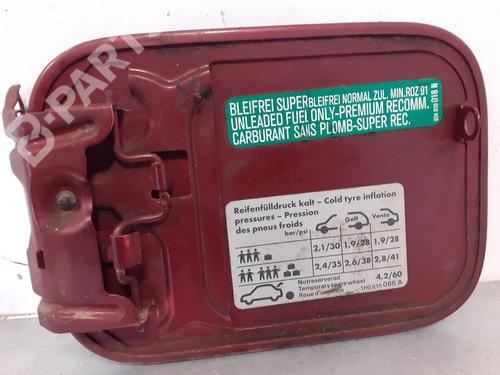 B-PARTS
BLEIFREI SUPER BLEIFREI NORMAL ZUL. MIN.ROZ 91
UNLEADED FUEL ONLY-PREMIUM RECOMM.
CARBURANT SANS PLOMB-SUPER REC.
018 N
Reifenfülldruck kalt – Cold tyre inflation
pressures – Pression
des pneus froids
bar/psi
Golf
Vento
2,1/30 1,9/28 1,9/28
2,4/35 2,6/38 2,8/41
Notreserverad
Temporary spare wheel 4,2/60
Roue d'urgence
1H0 010 085 A